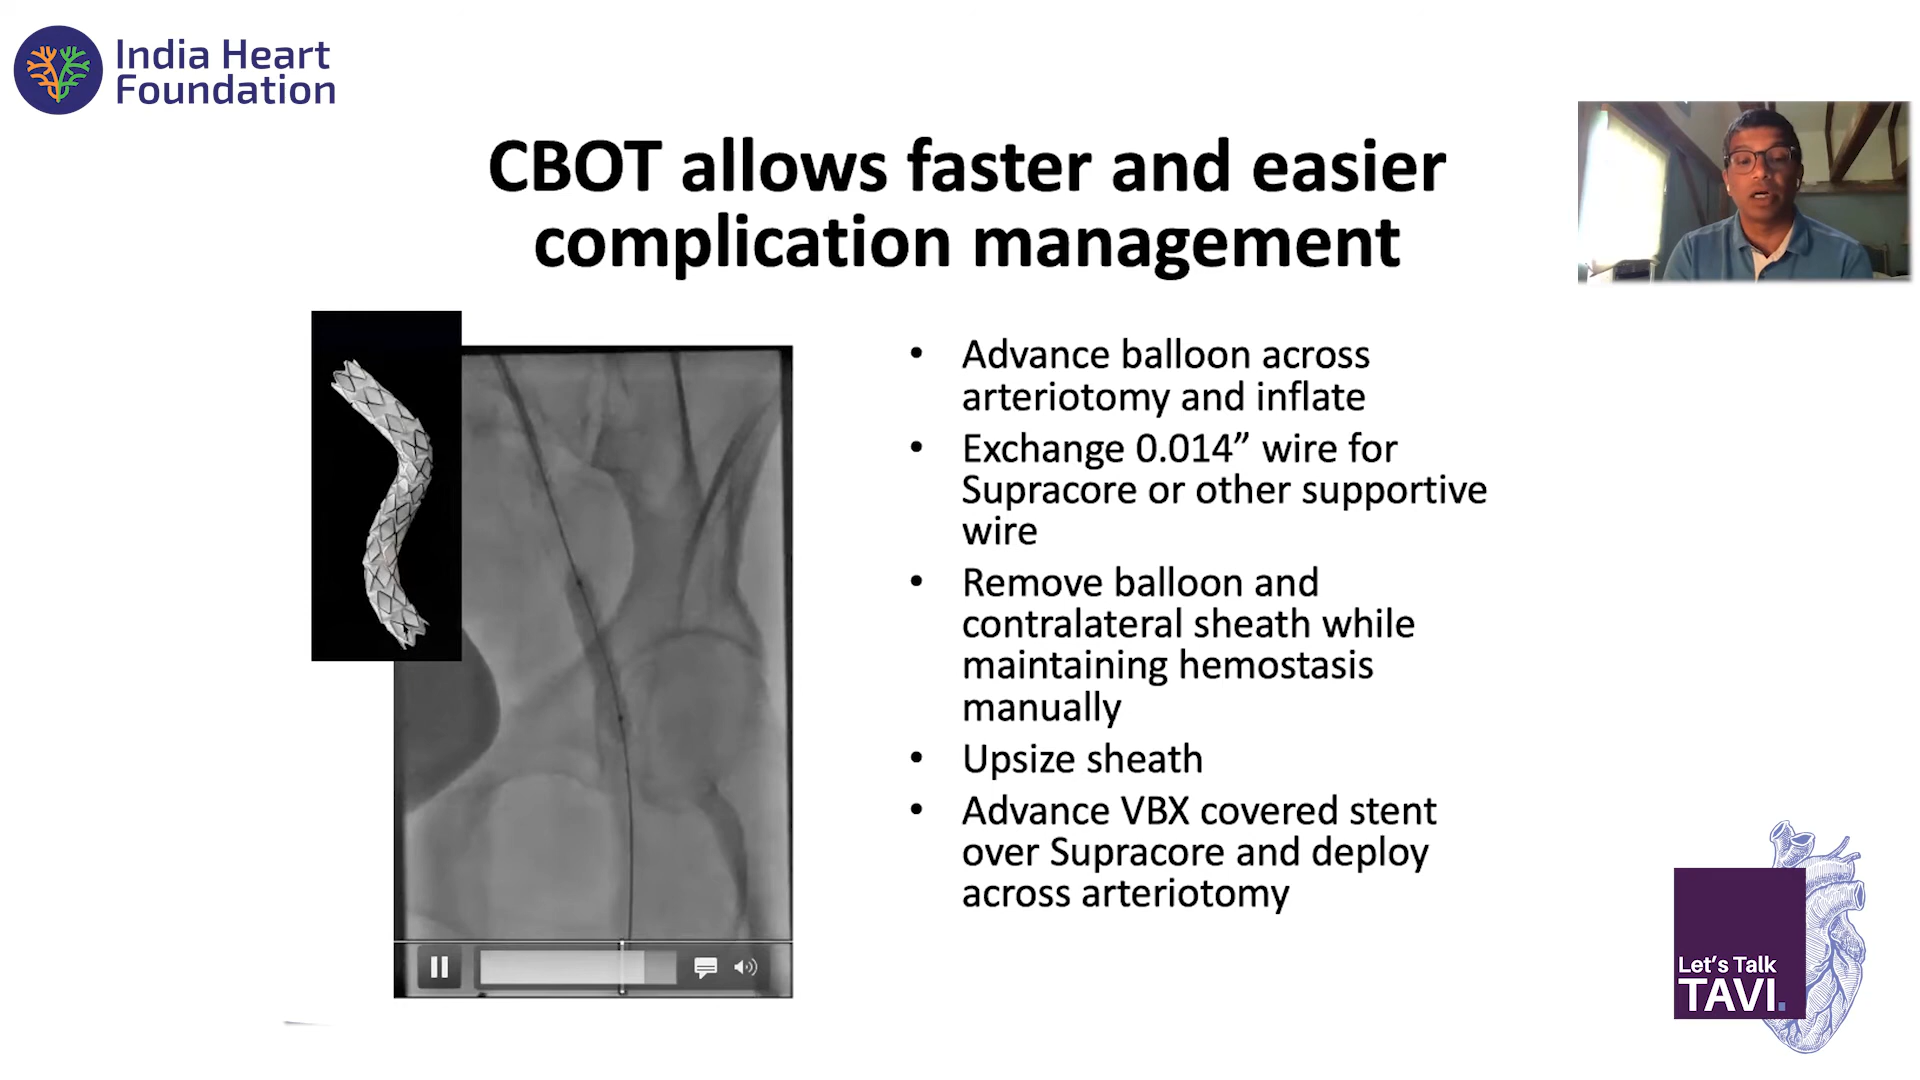 India Heart
Foundation
CBOT allows faster and easier
complication management
• Advance balloon across
arteriotomy and inflate
• Exchange 0.014” wire for
Supracore or other supportive
wire
• Remove balloon and
contralateral sheath while
maintaining hemostasis
manually
• Upsize sheath
• Advance VBX covered stent
over Supracore and deploy
across arteriotomy
Let’s Talk
TAVI.